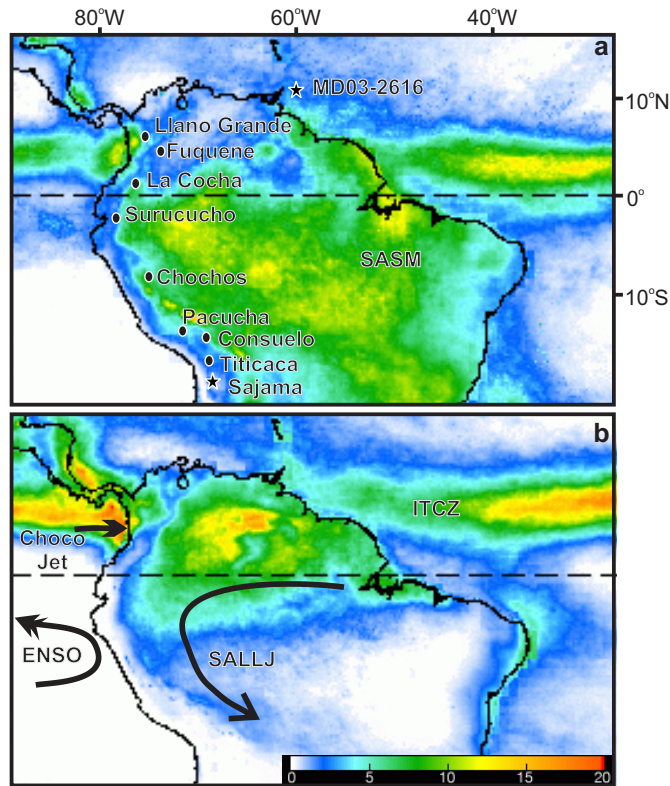 80°W 60°W 40°W
a
MD03-2616
10°N
Llano Grande
Fuquene
La Cocha
0°
Surucucho
SASM
Chochos
10°S
Pacucha
Consuelo
Titicaca
Sajama
b
ITCZ
Choco
Jet
ENSO
SALLJ
0 5 10 15 20